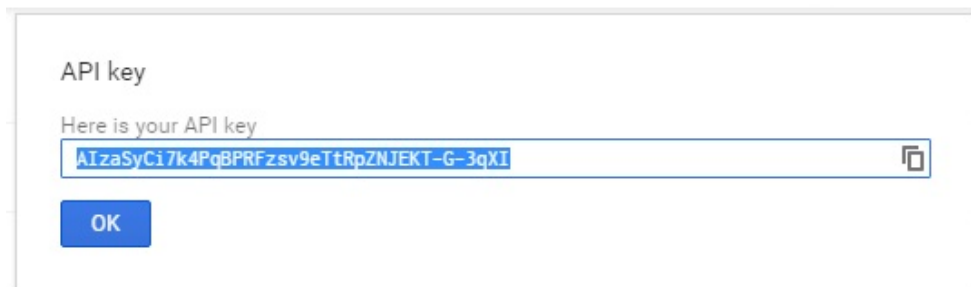 API key
Here is your API key
AIzaSyCi7k4PqBPRFzsv9eTtRpZNJEKT-G-3qXI
OK